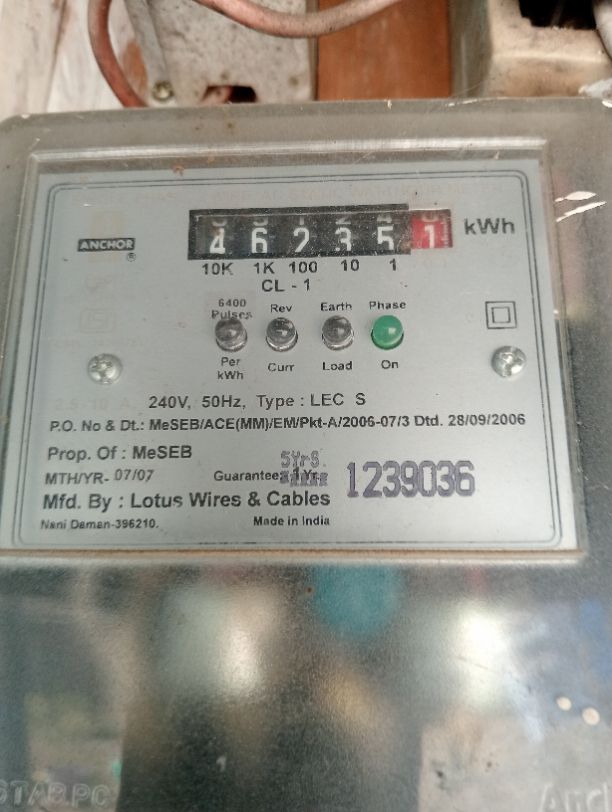 ANCHOR
®
4 6 2 3 5 1 kWh
10K 1K 100 10 1
CL - 1
6400 Pulses Per kWh
Rev Curr
Earth Load
Phase On
240V, 50Hz, Type : LEC S
P.O. No & Dt.: MeSEB/ACE(MM)/EM/Pkt-A/2006-07/3 Dtd. 28/09/2006
Prop. Of : MeSEB
MTH/YR- 07/07
5Yrs.
Guarantee 1 Yr.
1239036
Mfd. By : Lotus Wires & Cables
Nani Daman-396210.
Made in India